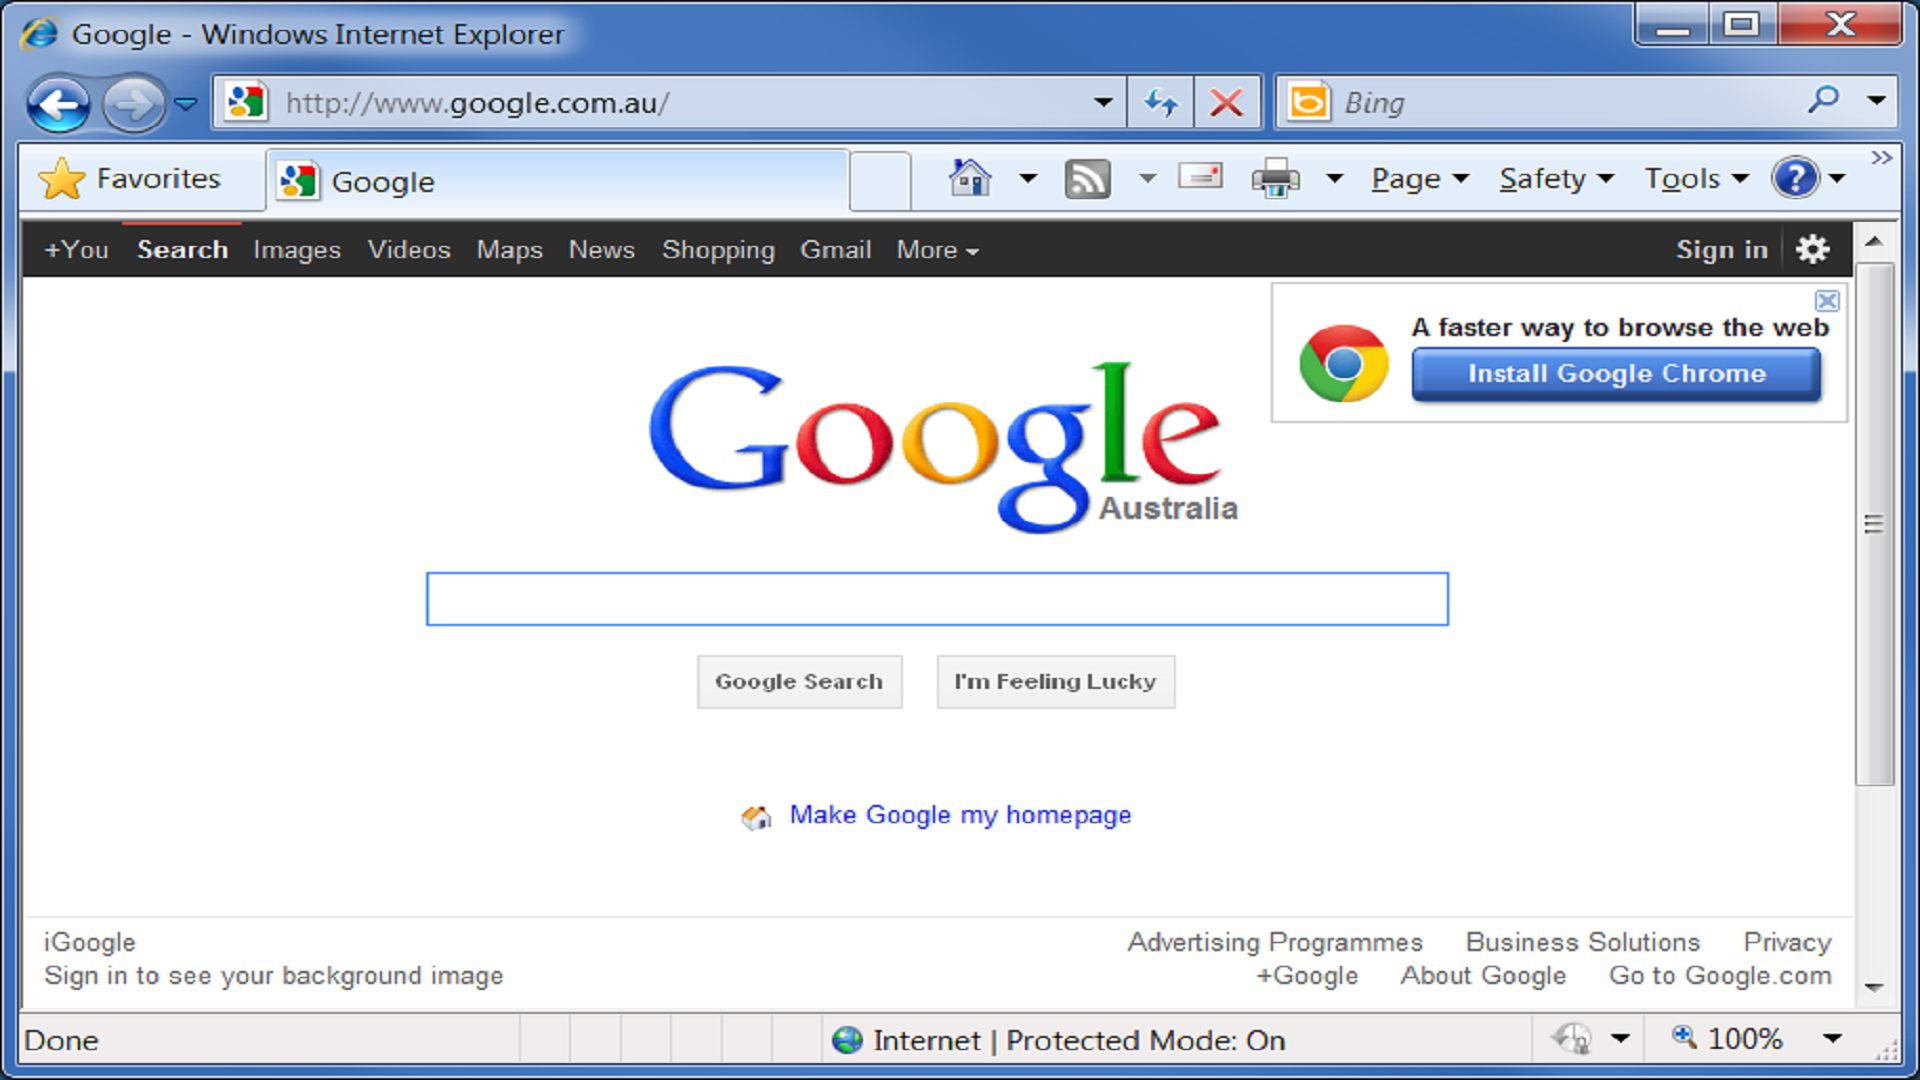 Google - Windows Internet Explorer
http://www.google.com.au/
Bing
Favorites
Google
Page
Safety
Tools
+You Search Images Videos Maps News Shopping Gmail More
Sign in
A faster way to browse the web
Install Google Chrome
Google
Australia
Google Search
I'm Feeling Lucky
Make Google my homepage
iGoogle
Advertising Programmes Business Solutions Privacy
Sign in to see your background image
+Google About Google Go to Google.com
Done
Internet | Protected Mode: On
100%